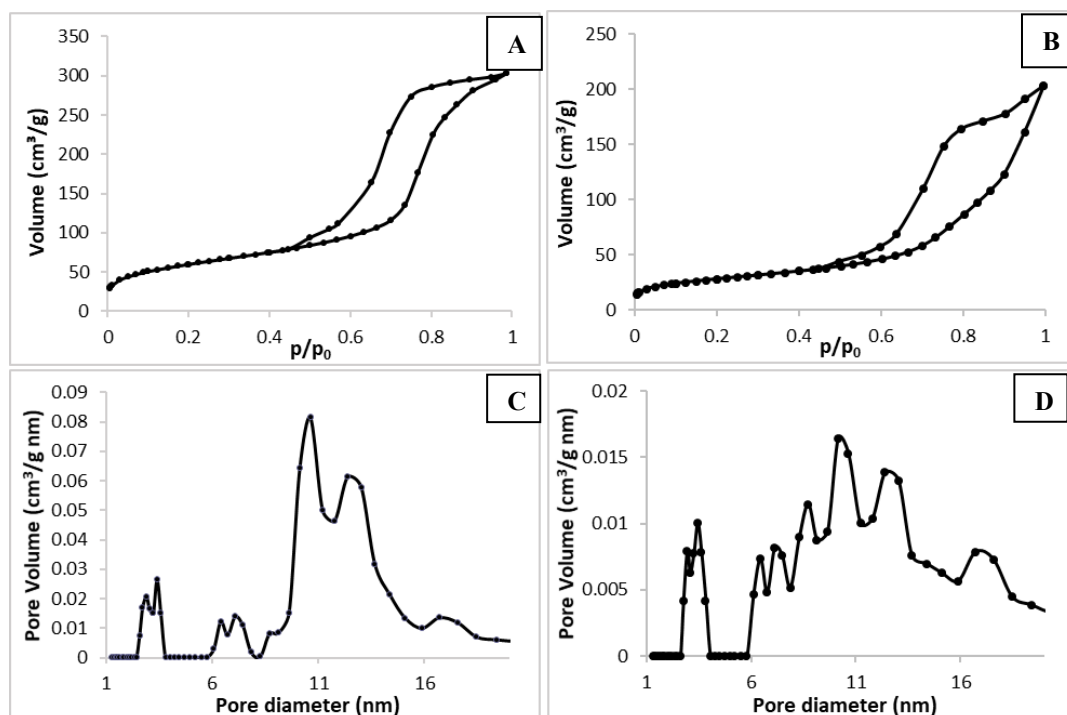 A
Volume (cm³/g)
350
300
250
200
150
100
50
0
0 0.2 0.4 0.6 0.8 1
p/p₀
B
Volume (cm³/g)
250
200
150
100
50
0
0 0.2 0.4 0.6 0.8 1
p/p₀
C
Pore Volume (cm³/g nm)
0.09
0.08
0.07
0.06
0.05
0.04
0.03
0.02
0.01
0
1 6 11 16
Pore diameter (nm)
D
Pore Volume (cm³/g nm)
0.02
0.015
0.01
0.005
0
1 6 11 16
Pore diameter (nm)